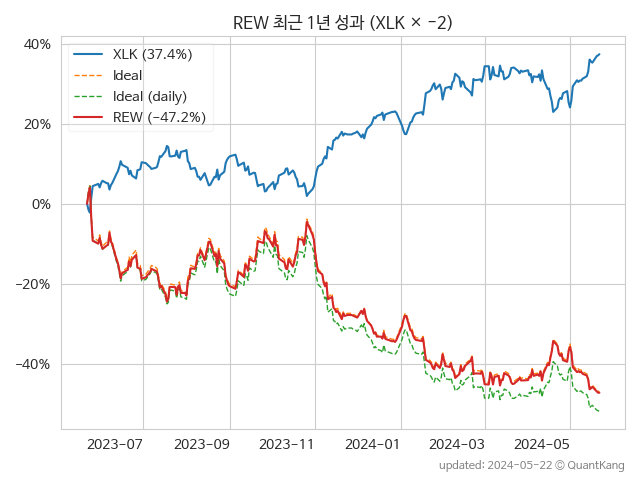 REW 최근 1년 성과 (XLK × −2)
XLK (37.4%)
Ideal
Ideal (daily)
REW (−47.2%)
40%
20%
0%
−20%
−40%
2023-07
2023-09
2023-11
2024-01
2024-03
2024-05
updated: 2024-05-22 © QuantKang